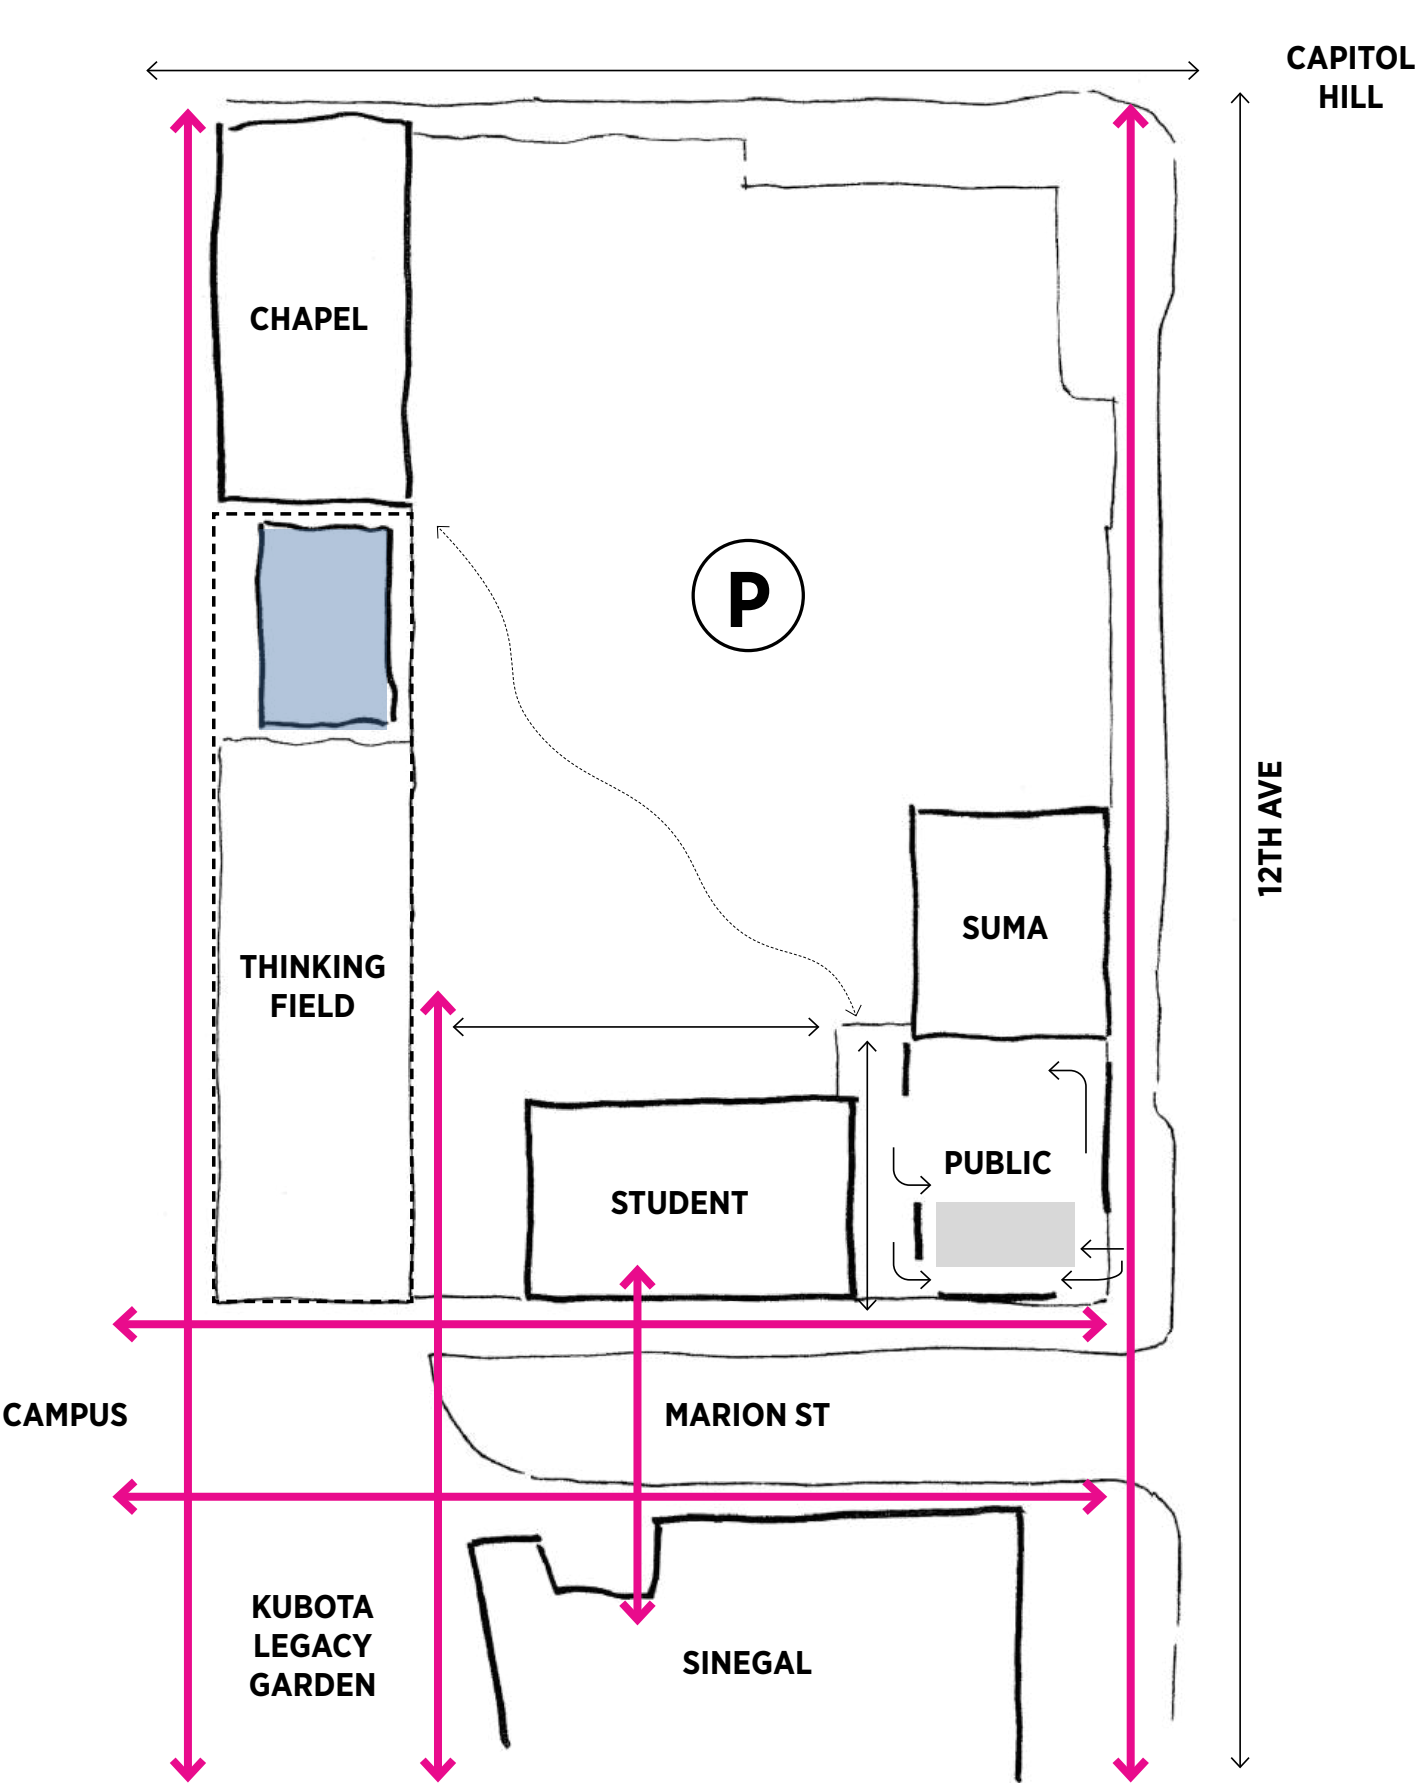 CAPITOL
HILL
CHAPEL
P
12TH AVE
SUMA
THINKING
FIELD
PUBLIC
STUDENT
CAMPUS
MARION ST
KUBOTA
LEGACY
GARDEN
SINEGAL